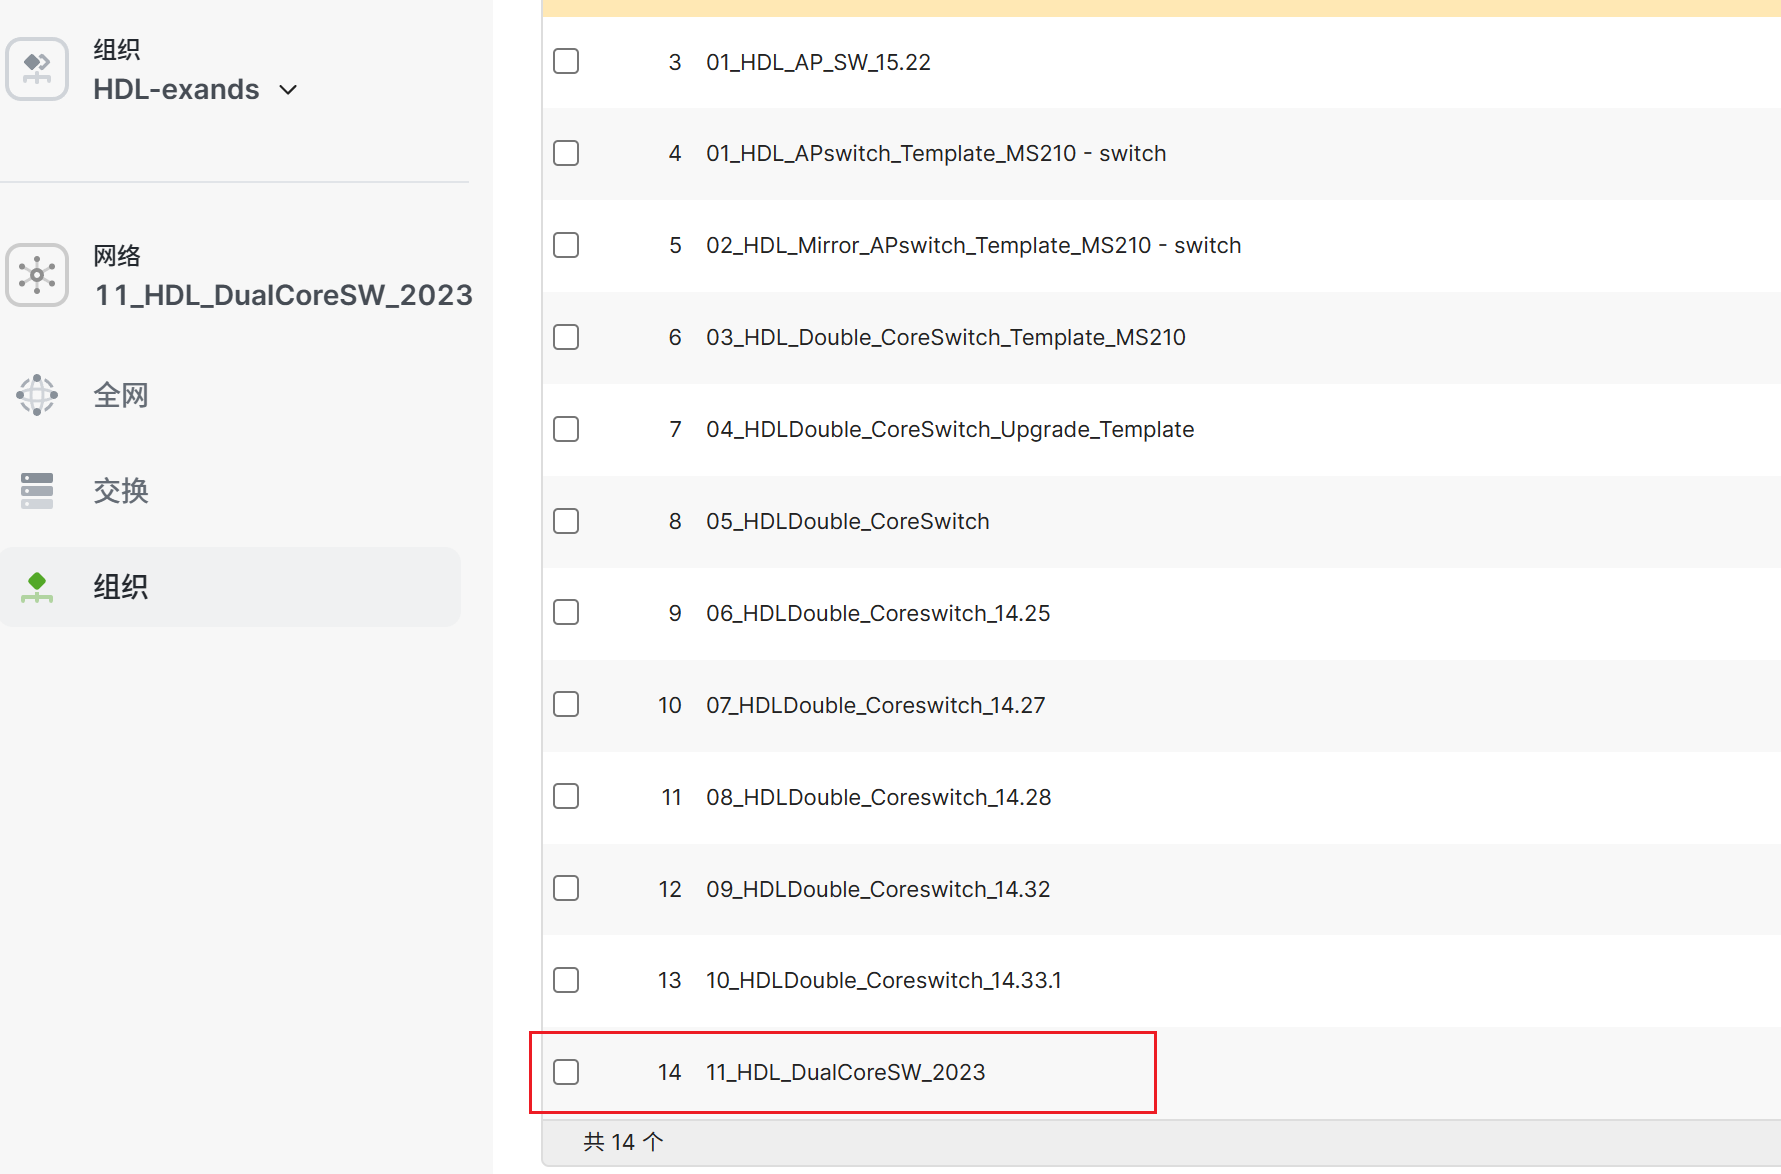 组织
HDL-exands
网络
11_HDL_DualCoreSW_2023
全网
交换
组织
3 01_HDL_AP_SW_15.22
4 01_HDL_APswitch_Template_MS210 - switch
5 02_HDL_Mirror_APswitch_Template_MS210 - switch
6 03_HDL_Double_CoreSwitch_Template_MS210
7 04_HDLDouble_CoreSwitch_Upgrade_Template
8 05_HDLDouble_CoreSwitch
9 06_HDLDouble_Coreswitch_14.25
10 07_HDLDouble_Coreswitch_14.27
11 08_HDLDouble_Coreswitch_14.28
12 09_HDLDouble_Coreswitch_14.32
13 10_HDLDouble_Coreswitch_14.33.1
14 11_HDL_DualCoreSW_2023
共 14 个